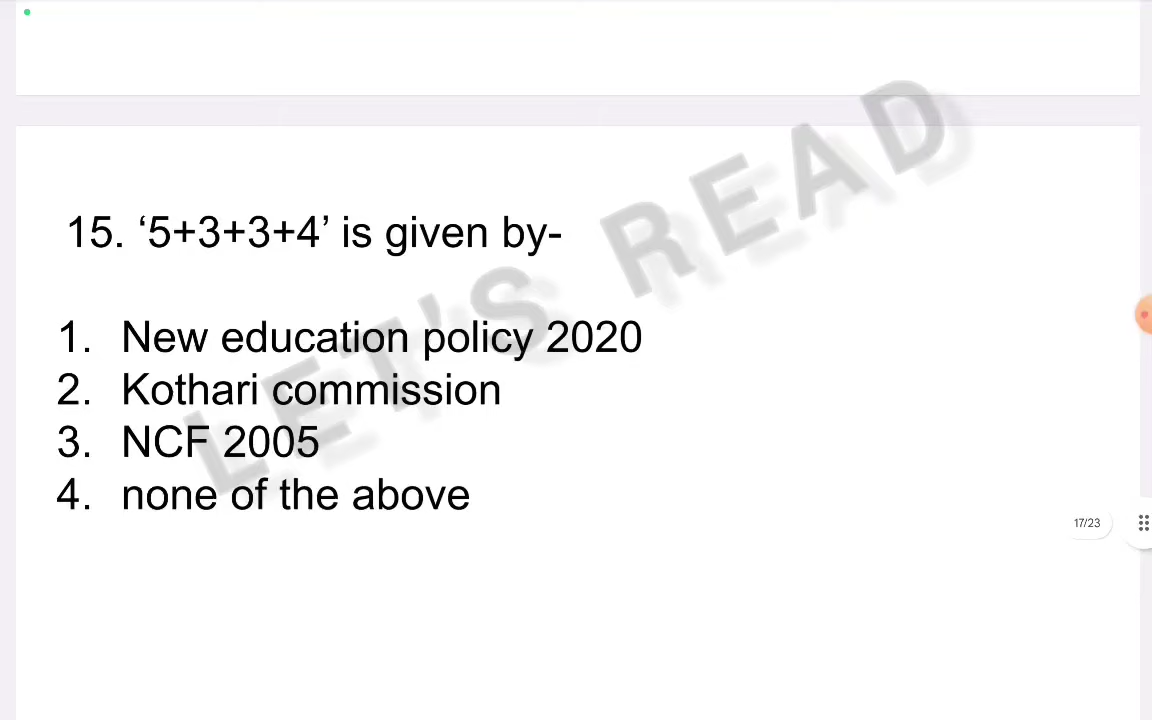 LET'S READ
15. ‘5+3+3+4’ is given by-
1. New education policy 2020
2. Kothari commission
3. NCF 2005
4. none of the above
17/23